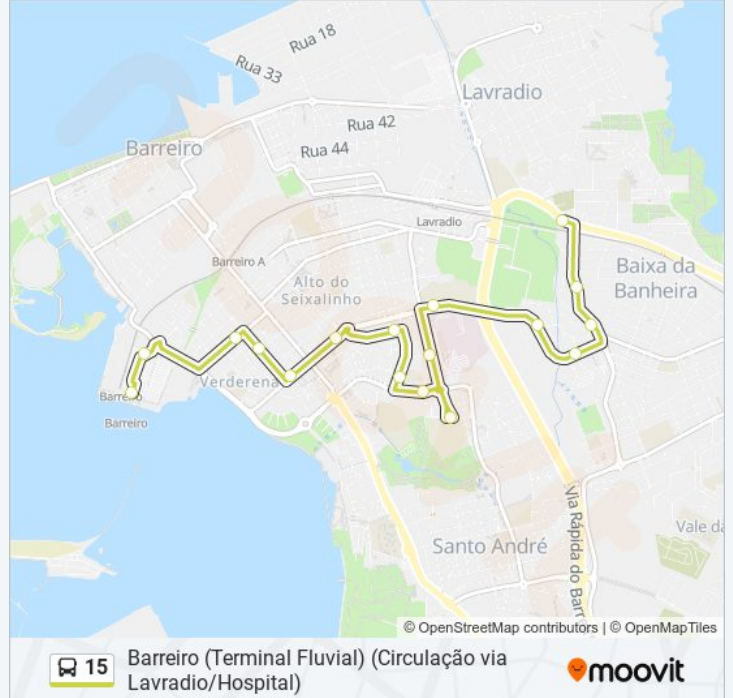 Rua 18
Rua 33
Lavradio
Rua 42
Barreiro
Rua 44
Lavradio
Barreiro A
Baixa da
Banheira
Alto do
Seixalinho
Verderena
Barreiro
Barreiro
Santo André
Via Rápida do Barr
Vale da
© OpenStreetMap contributors | © OpenMapTiles
15
Barreiro (Terminal Fluvial) (Circulação via
Lavradio/Hospital)
moovit